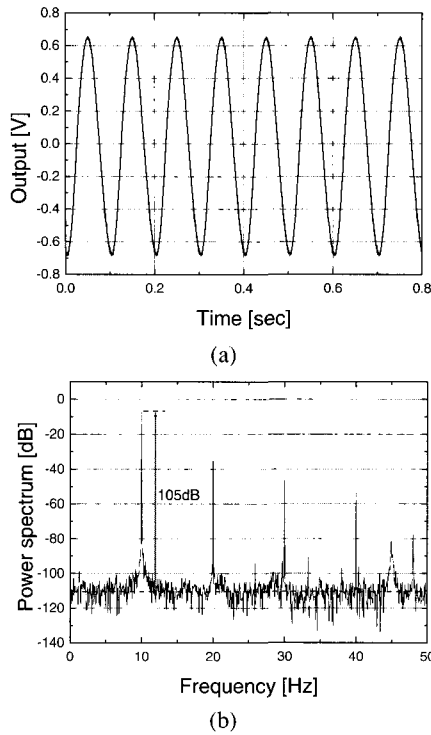 0.8
0.6
0.4
0.2
0.0
-0.2
-0.4
-0.6
-0.8
Output [V]
0.0 0.2 0.4 0.6 0.8
Time [sec]
(a)
0
-20
-40
-60
-80
-100
-120
-140
Power spectrum [dB]
105dB
0 10 20 30 40 50
Frequency [Hz]
(b)